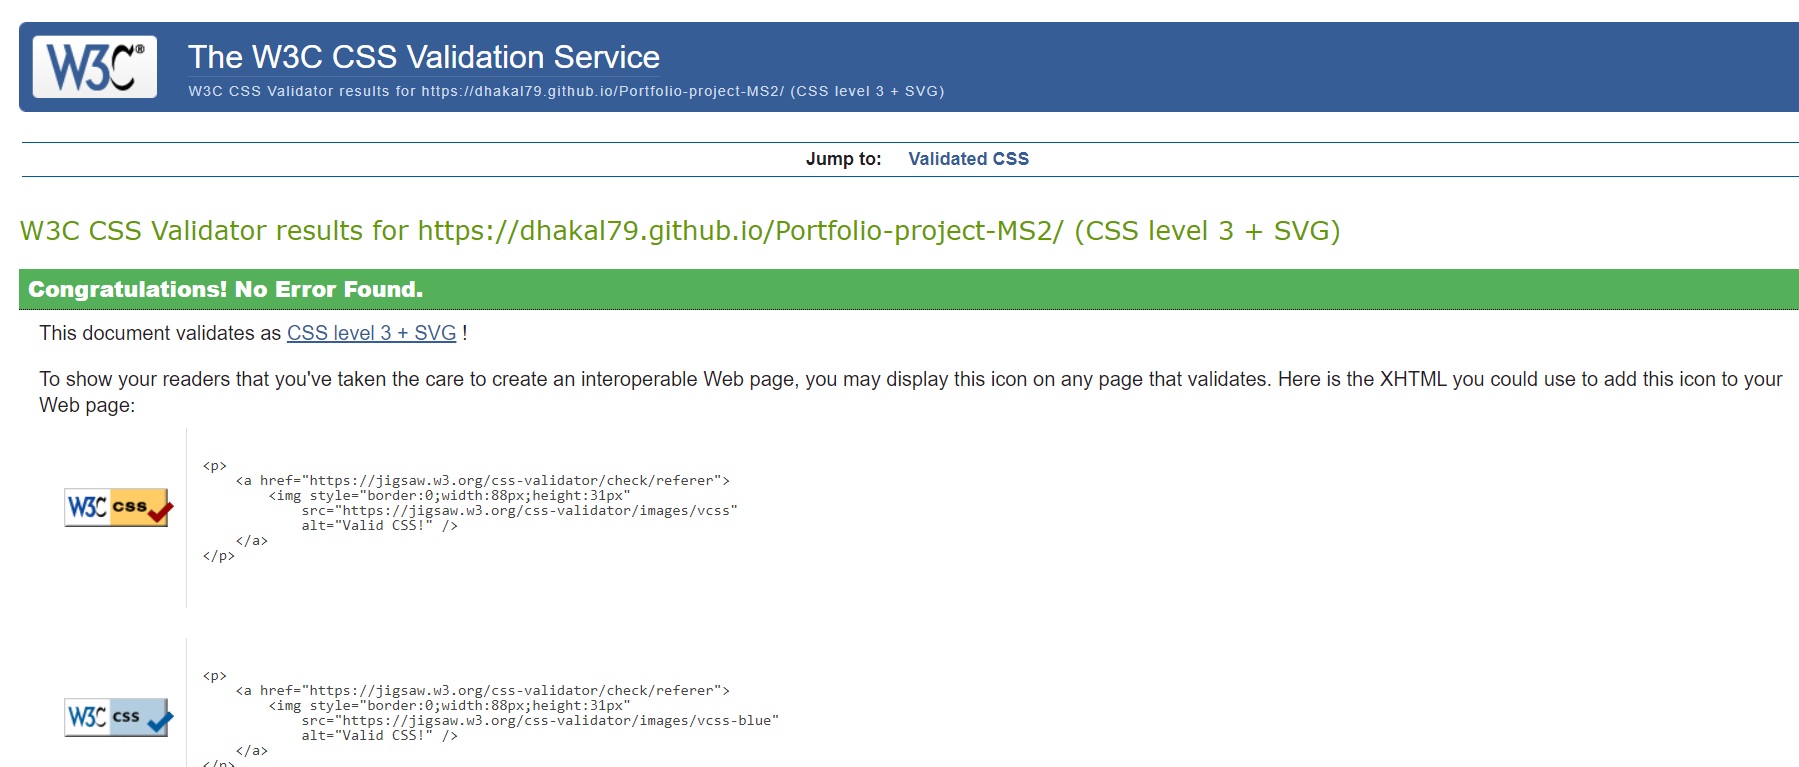 W3C®
The W3C CSS Validation Service
W3C CSS Validator results for https://dhakal79.github.io/Portfolio-project-MS2/ (CSS level 3 + SVG)
Jump to: Validated CSS
W3C CSS Validator results for https://dhakal79.github.io/Portfolio-project-MS2/ (CSS level 3 + SVG)
Congratulations! No Error Found.
This document validates as CSS level 3 + SVG !
To show your readers that you've taken the care to create an interoperable Web page, you may display this icon on any page that validates. Here is the XHTML you could use to add this icon to your
Web page:
W3C css
<p>
    <a href="https://jigsaw.w3.org/css-validator/check/referer">
        <img style="border:0;width:88px;height:31px"
            src="https://jigsaw.w3.org/css-validator/images/vcss"
            alt="Valid CSS!" />
    </a>
</p>
W3C css
<p>
    <a href="https://jigsaw.w3.org/css-validator/check/referer">
        <img style="border:0;width:88px;height:31px"
            src="https://jigsaw.w3.org/css-validator/images/vcss-blue"
            alt="Valid CSS!" />
    </a>
</p>